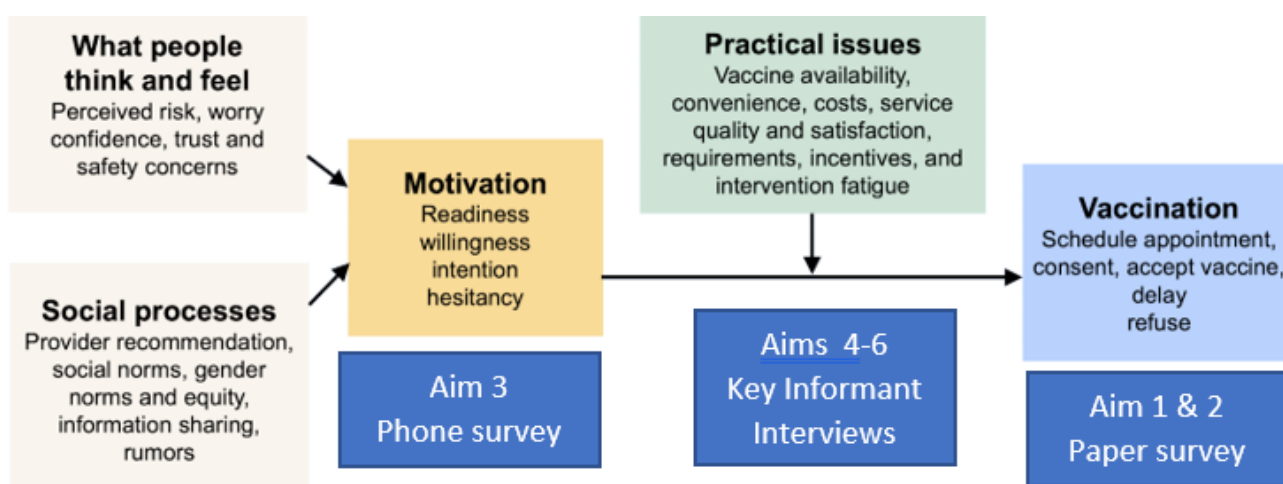 What people
think and feel
Perceived risk, worry
confidence, trust and
safety concerns
Social processes
Provider recommendation,
social norms, gender
norms and equity,
information sharing,
rumors
Motivation
Readiness
willingness
intention
hesitancy
Aim 3
Phone survey
Practical issues
Vaccine availability,
convenience, costs, service
quality and satisfaction,
requirements, incentives, and
intervention fatigue
Aims 4-6
Key Informant
Interviews
Vaccination
Schedule appointment,
consent, accept vaccine,
delay
refuse
Aim 1 & 2
Paper survey